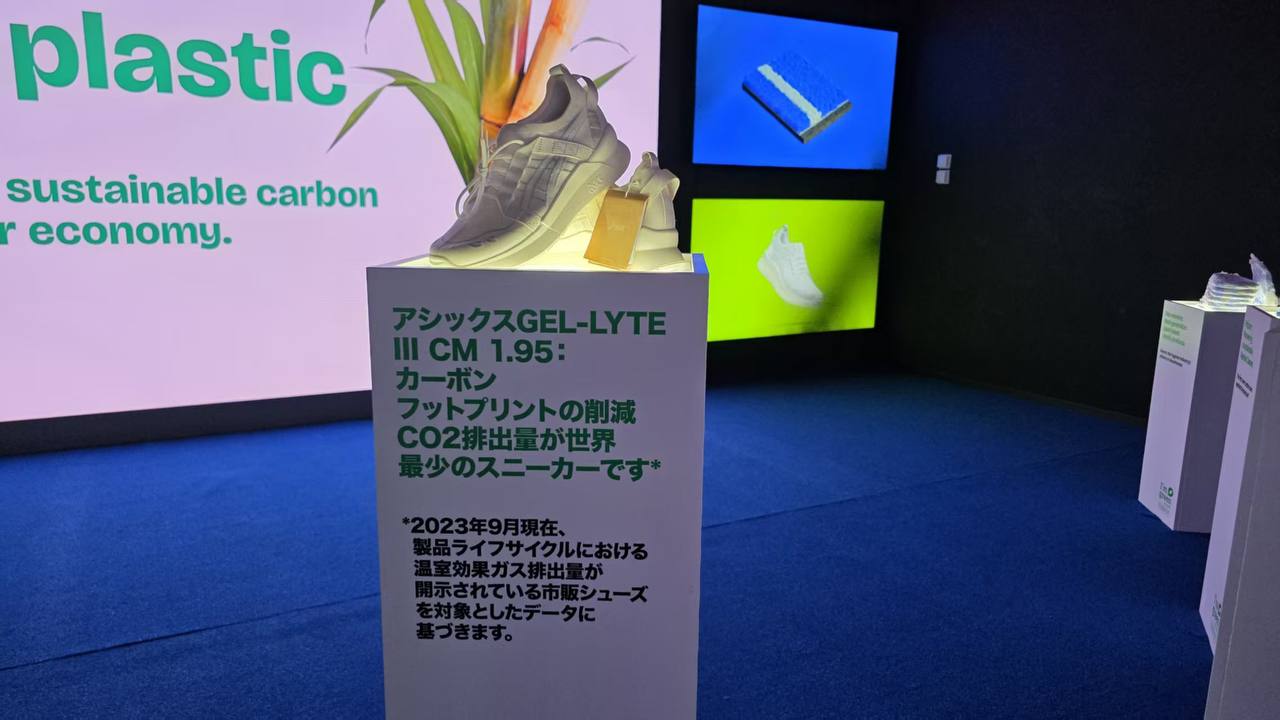 plastic
sustainable carbon
r economy.
アシックスGEL-LYTE
III CM 1.95：
カーボン
フットプリントの削減
CO2排出量が世界
最少のスニーカーです*
*2023年9月現在、
製品ライフサイクルにおける
温室効果ガス排出量が
開示されている市販シューズ
を対象としたデータに
基づきます。
I'm
green